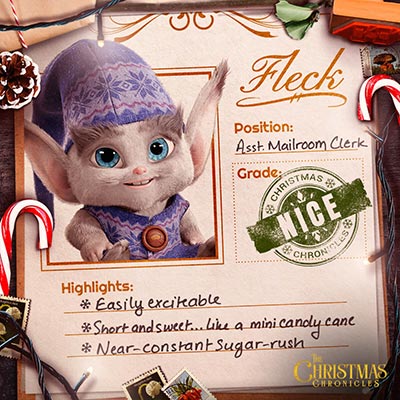 Fleck
Position:
Asst. Mailroom Clerk
Grade:
CHRISTMAS
NICE
CHRONICLES
Highlights:
* Easily exciteable
* Short and sweet... like a mini candy cane
* Near-constant Sugar-rush
The
CHRISTMAS
CHRONICLES